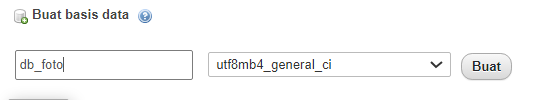 Buat basis data
db_foto utf8mb4_general_ci Buat